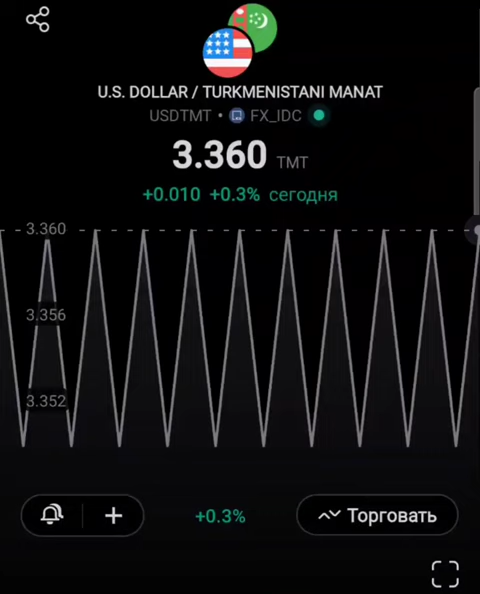 U.S. DOLLAR / TURKMENISTANI MANAT
USDTMT • FX_IDC
3.360 TMT
+0.010 +0.3% сегодня
3.360
3.356
3.352
+0.3%
Торговать